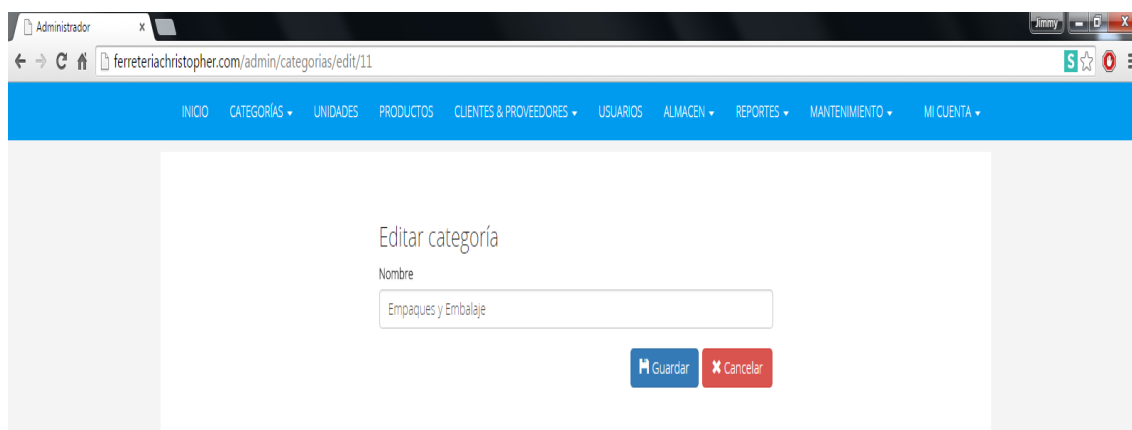 Administrador
Jimmy
ferreteriachristopher.com/admin/categorias/edit/11
INICIO CATEGORÍAS UNIDADES PRODUCTOS CLIENTES & PROVEEDORES USUARIOS ALMACEN REPORTES MANTENIMIENTO MI CUENTA
Editar categoría
Nombre
Empaques y Embalaje
Guardar Cancelar